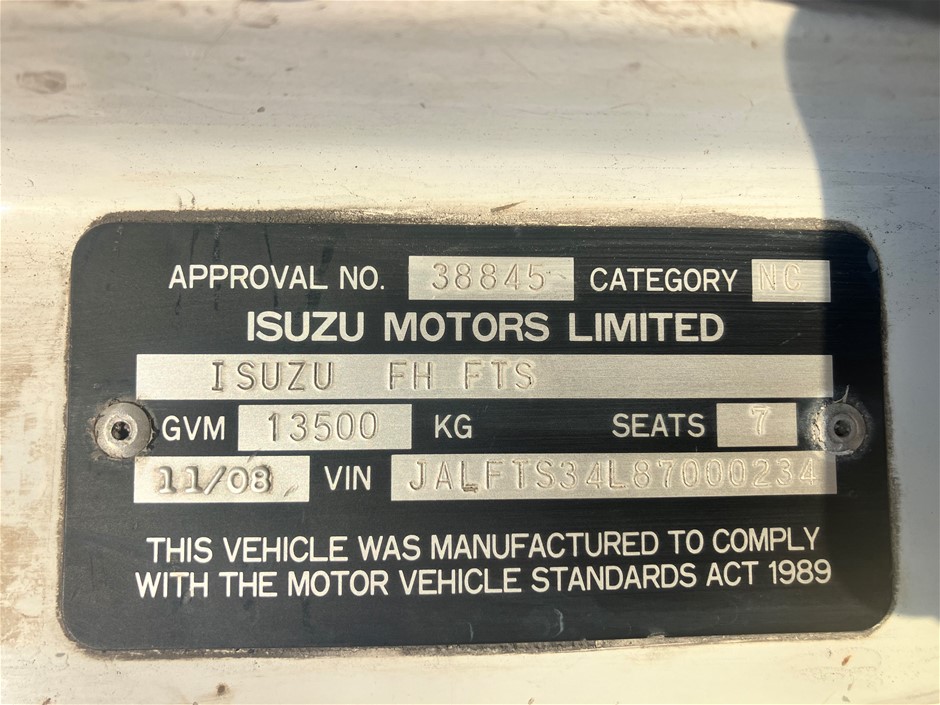 APPROVAL NO. 38845 CATEGORY NC
ISUZU MOTORS LIMITED
ISUZU FH FTS
GVM 13500 KG SEATS 7
11/08 VIN JALFTS34L87000234
THIS VEHICLE WAS MANUFACTURED TO COMPLY
WITH THE MOTOR VEHICLE STANDARDS ACT 1989